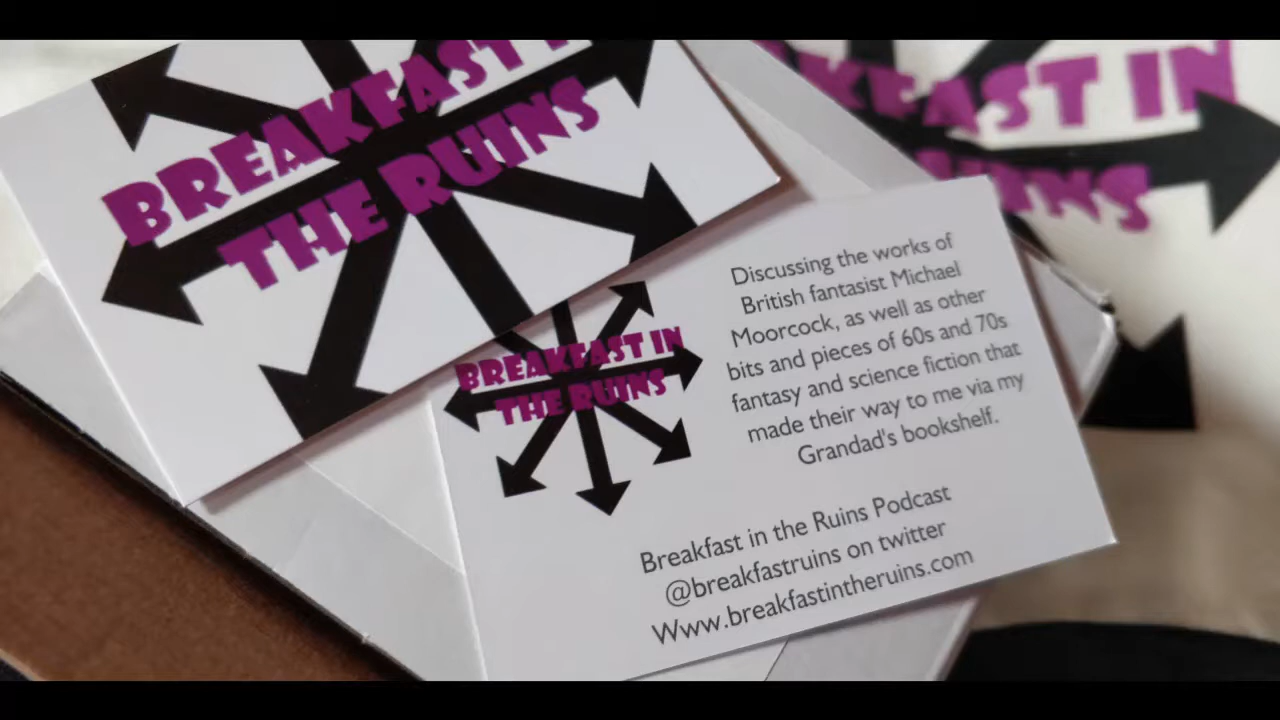 BREAKFAST
THE RUINS
FAST IN
BREAKFAST IN
THE RUINS
Discussing the works of
British fantasist Michael
Moorcock, as well as other
bits and pieces of 60s and 70s
fantasy and science fiction that
made their way to me via my
Grandad's bookshelf.
Breakfast in the Ruins Podcast
@breakfastruins on twitter
Www.breakfastintheruins.com